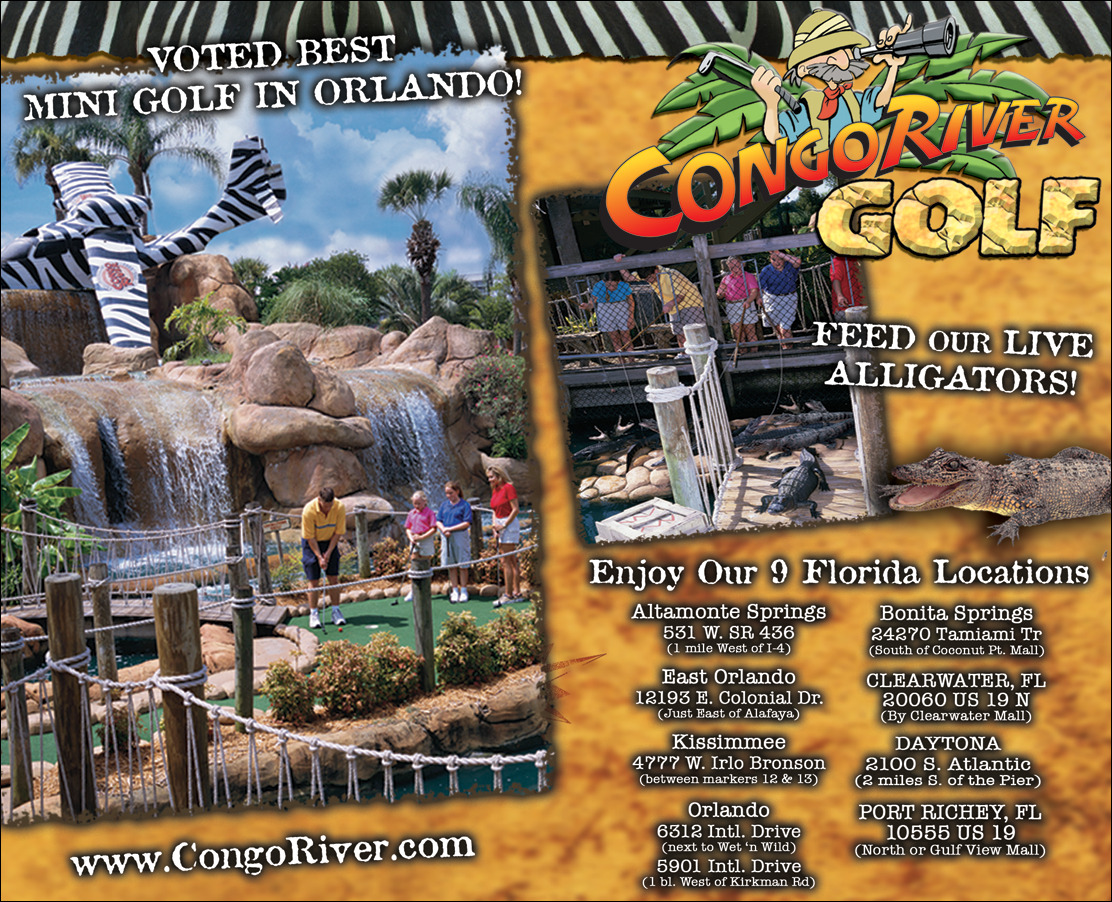 VOTED BEST
MINI GOLF IN ORLANDO!
CONGO RIVER
GOLF
FEED OUR LIVE
ALLIGATORS!
Enjoy Our 9 Florida Locations
Altamonte Springs
531 W. SR 436
(1 mile West of I-4)
East Orlando
12193 E. Colonial Dr.
(Just East of Alafaya)
Kissimmee
4777 W. Irlo Bronson
(between markers 12 & 13)
Orlando
6312 Intl. Drive
(next to Wet 'n Wild)
5901 Intl. Drive
(1 bl. West of Kirkman Rd)
Bonita Springs
24270 Tamiami Tr
(South of Coconut Pt. Mall)
CLEARWATER, FL
20060 US 19 N
(By Clearwater Mall)
DAYTONA
2100 S. Atlantic
(2 miles S. of the Pier)
PORT RICHEY, FL
10555 US 19
(North or Gulf View Mall)
www.CongoRiver.com